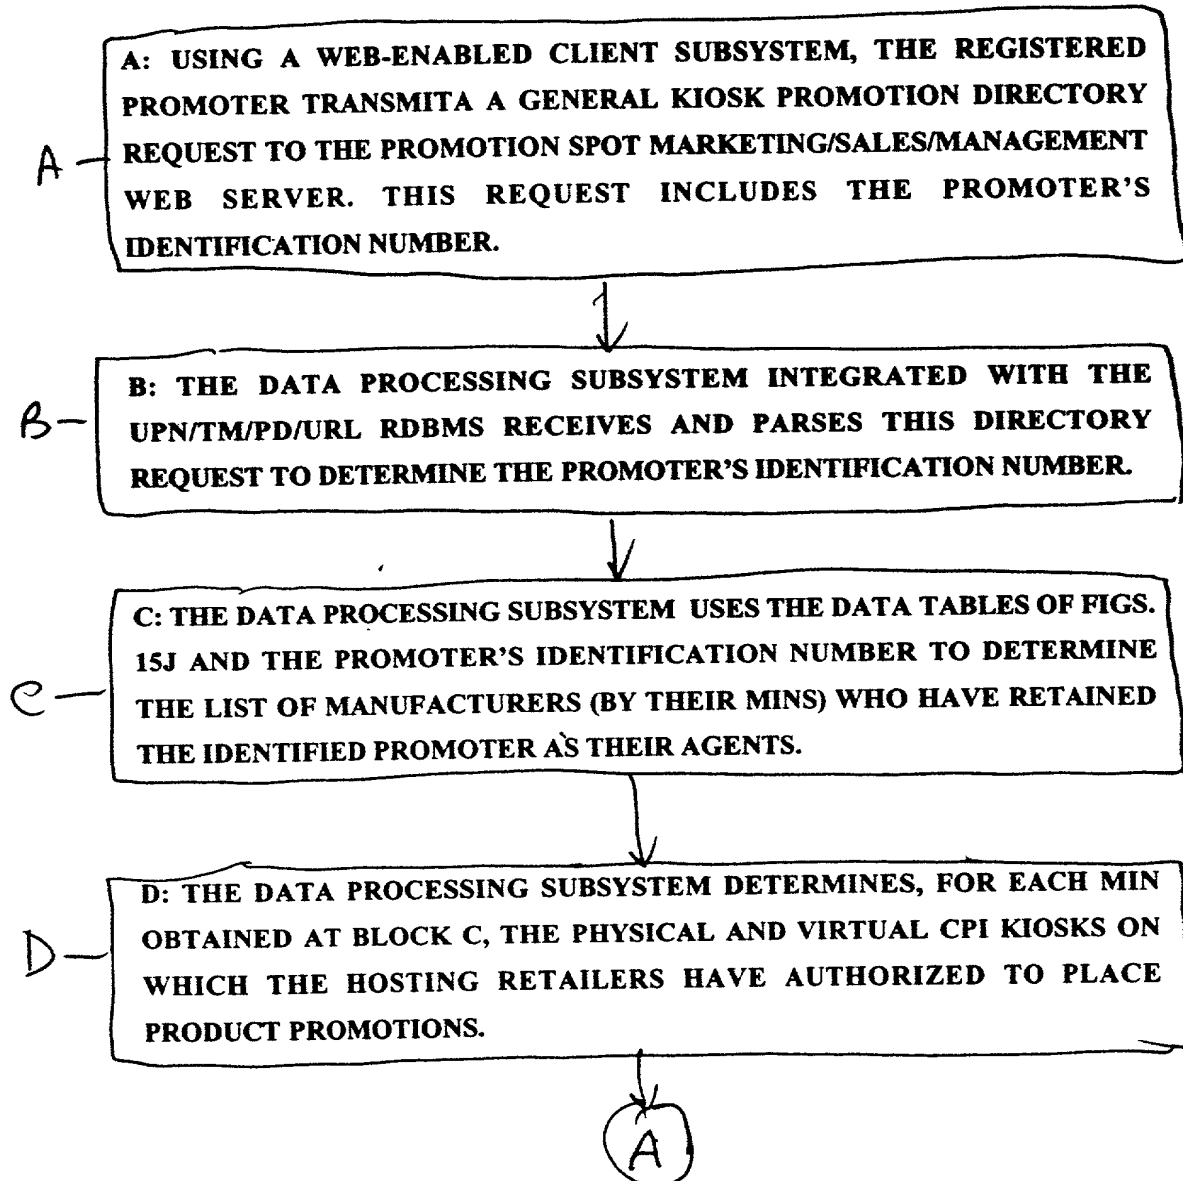 A: USING A WEB-ENABLED CLIENT SUBSYSTEM, THE REGISTERED
PROMOTER TRANSMITA A GENERAL KIOSK PROMOTION DIRECTORY
A
REQUEST TO THE PROMOTION SPOT MARKETING/SALES/MANAGEMENT
WEB SERVER. THIS REQUEST INCLUDES THE PROMOTER'S
IDENTIFICATION NUMBER.
B: THE DATA PROCESSING SUBSYSTEM INTEGRATED WITH THE
B
UPN/TM/PD/URL RDBMS RECEIVES AND PARSES THIS DIRECTORY
REQUEST TO DETERMINE THE PROMOTER'S IDENTIFICATION NUMBER.
C: THE DATA PROCESSING SUBSYSTEM USES THE DATA TABLES OF FIGS.
15J AND THE PROMOTER'S IDENTIFICATION NUMBER TO DETERMINE
C
THE LIST OF MANUFACTURERS (BY THEIR MINS) WHO HAVE RETAINED
THE IDENTIFIED PROMOTER AS THEIR AGENTS.
D: THE DATA PROCESSING SUBSYSTEM DETERMINES, FOR EACH MIN
D
OBTAINED AT BLOCK C, THE PHYSICAL AND VIRTUAL CPI KIOSKS ON
WHICH THE HOSTING RETAILERS HAVE AUTHORIZED TO PLACE
PRODUCT PROMOTIONS.
A